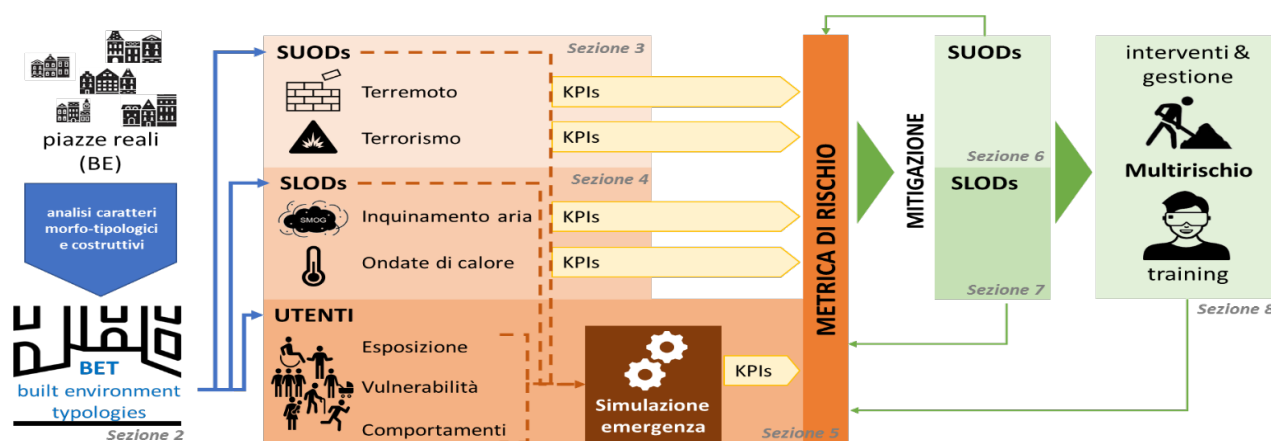 piazze reali
(BE)
analisi caratteri
morfo-tipologici
e costruttivi
BET
built environment
typologies
Sezione 2
SUODs
Sezione 3
Terremoto
KPIs
Terrorismo
KPIs
SLODs
Sezione 4
SMOG
Inquinamento aria
KPIs
Ondate di calore
KPIs
UTENTI
Esposizione
Vulnerabilità
Comportamenti
Simulazione
emergenza
KPIs
Sezione 5
METRICA DI RISCHIO
MITIGAZIONE
SUODs
Sezione 6
SLODs
Sezione 7
interventi &
gestione
Multirischio
training
Sezione 8